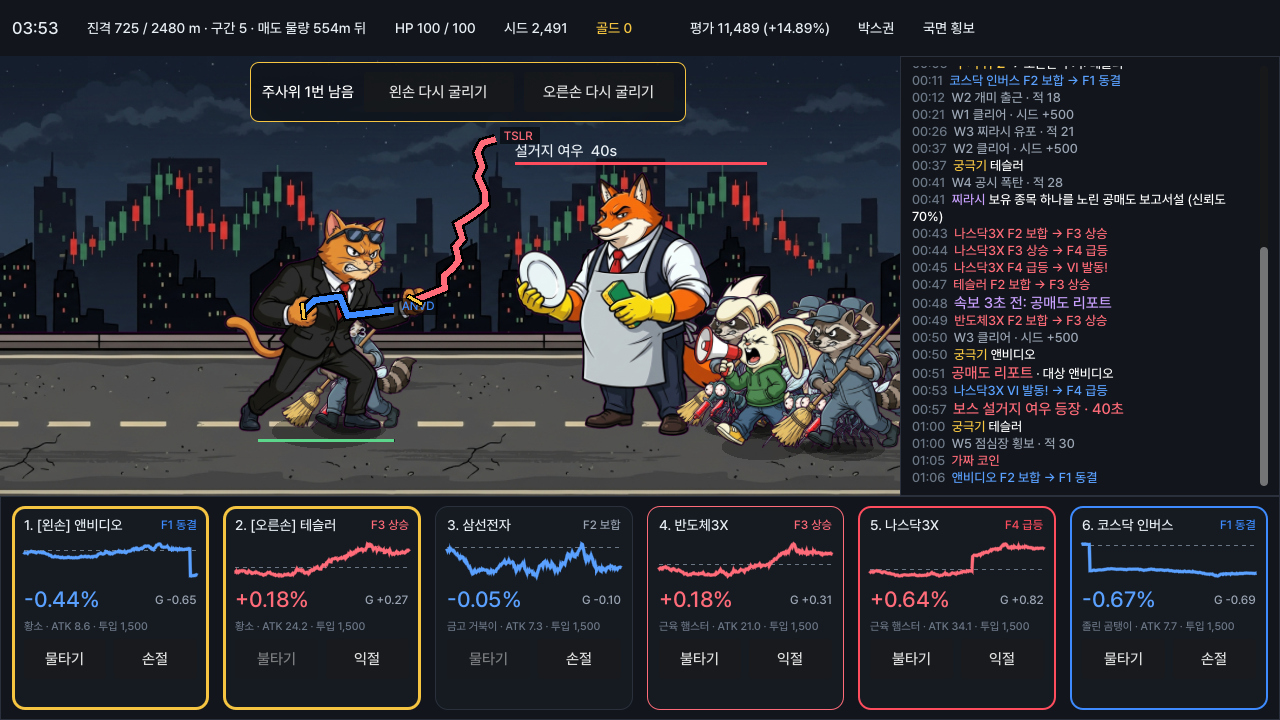 03:53 진격 725 / 2480 m · 구간 5 · 매도 물량 554m 뒤 HP 100 / 100 시드 2,491 골드 0 평가 11,489 (+14.89%) 박스권 국면 횡보
주사위 1번 남음 왼손 다시 굴리기 오른손 다시 굴리기
TSLR
설거지 여우 40s
00:11 코스닥 인버스 F2 보합 → F1 동결
00:12 W2 개미 출근 · 적 18
00:21 W1 클리어 · 시드 +500
00:26 W3 찌라시 유포 · 적 21
00:37 W2 클리어 · 시드 +500
00:37 궁극기 테슬러
00:41 W4 공시 폭탄 · 적 28
00:41 찌라시 보유 종목 하나를 노린 공매도 보고서설 (신뢰도
70%)
00:43 나스닥3X F2 보합 → F3 상승
00:44 나스닥3X F3 상승 → F4 급등
00:45 나스닥3X F4 급등 → VI 발동!
00:47 테슬러 F2 보합 → F3 상승
00:48 속보 3초 전: 공매도 리포트
00:49 반도체3X F2 보합 → F3 상승
00:50 W3 클리어 · 시드 +500
00:50 궁극기 앤비디오
00:51 공매도 리포트 · 대상 앤비디오
00:53 나스닥3X VI 발동! → F4 급등
00:57 보스 설거지 여우 등장 · 40초
01:00 궁극기 테슬러
01:00 W5 점심장 횡보 · 적 30
01:05 가짜 코인
01:06 앤비디오 F2 보합 → F1 동결
1. [왼손] 앤비디오 F1 동결
-0.44% G -0.65
황소 · ATK 8.6 · 투입 1,500
물타기 손절
2. [오른손] 테슬러 F3 상승
+0.18% G +0.27
황소 · ATK 24.2 · 투입 1,500
불타기 익절
3. 삼선전자 F2 보합
-0.05% G -0.10
금고 거북이 · ATK 7.3 · 투입 1,500
물타기 손절
4. 반도체3X F3 상승
+0.18% G +0.31
근육 햄스터 · ATK 21.0 · 투입 1,500
불타기 익절
5. 나스닥3X F4 급등
+0.64% G +0.82
근육 햄스터 · ATK 34.1 · 투입 1,500
불타기 익절
6. 코스닥 인버스 F1 동결
-0.67% G -0.69
졸린 곰탱이 · ATK 7.7 · 투입 1,500
물타기 손절